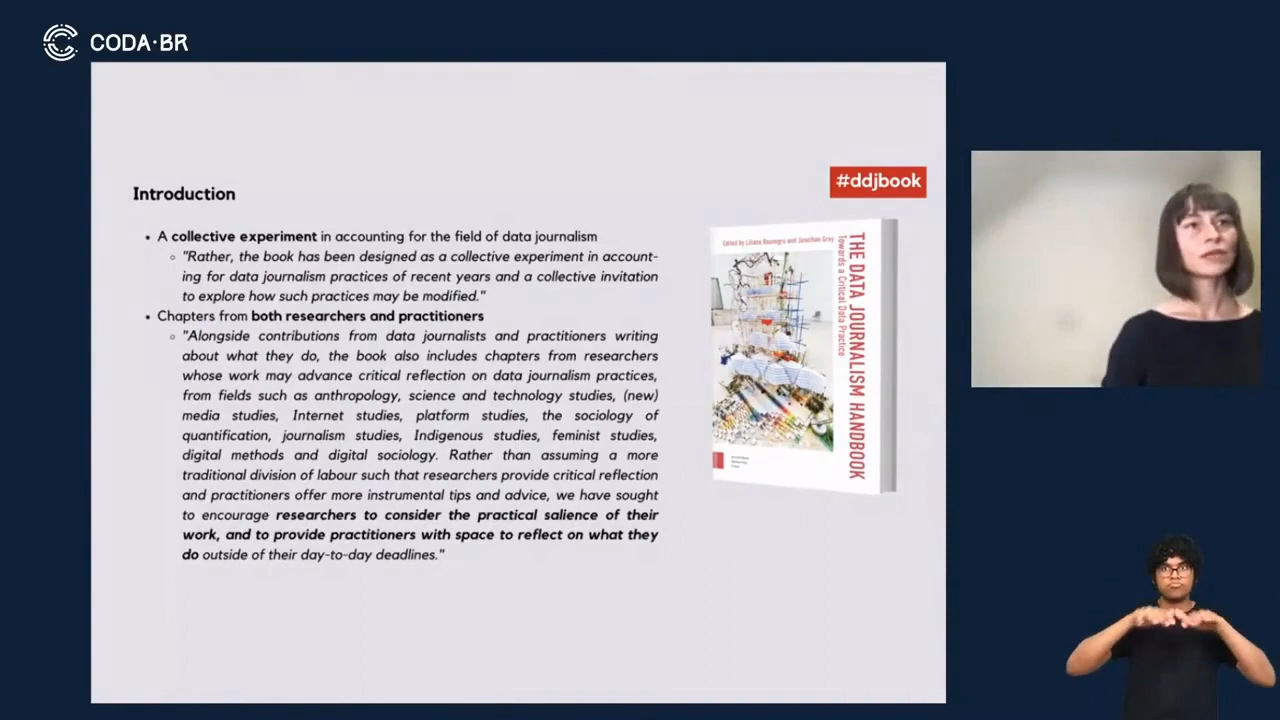 CODA·BR
#ddjbook
Introduction
• A collective experiment in accounting for the field of data journalism
◦ "Rather, the book has been designed as a collective experiment in account-
ing for data journalism practices of recent years and a collective invitation
to explore how such practices may be modified."
• Chapters from both researchers and practitioners
◦ "Alongside contributions from data journalists and practitioners writing
about what they do, the book also includes chapters from researchers
whose work may advance critical reflection on data journalism practices,
from fields such as anthropology, science and technology studies, (new)
media studies, Internet studies, platform studies, the sociology of
quantification, journalism studies, Indigenous studies, feminist studies,
digital methods and digital sociology. Rather than assuming a more
traditional division of labour such that researchers provide critical reflection
and practitioners offer more instrumental tips and advice, we have sought
to encourage researchers to consider the practical salience of their
work, and to provide practitioners with space to reflect on what they
do outside of their day-to-day deadlines."
Edited by Liliana Bounegru and Jonathan Gray
THE DATA JOURNALISM HANDBOOK
Towards a Critical Data Practice